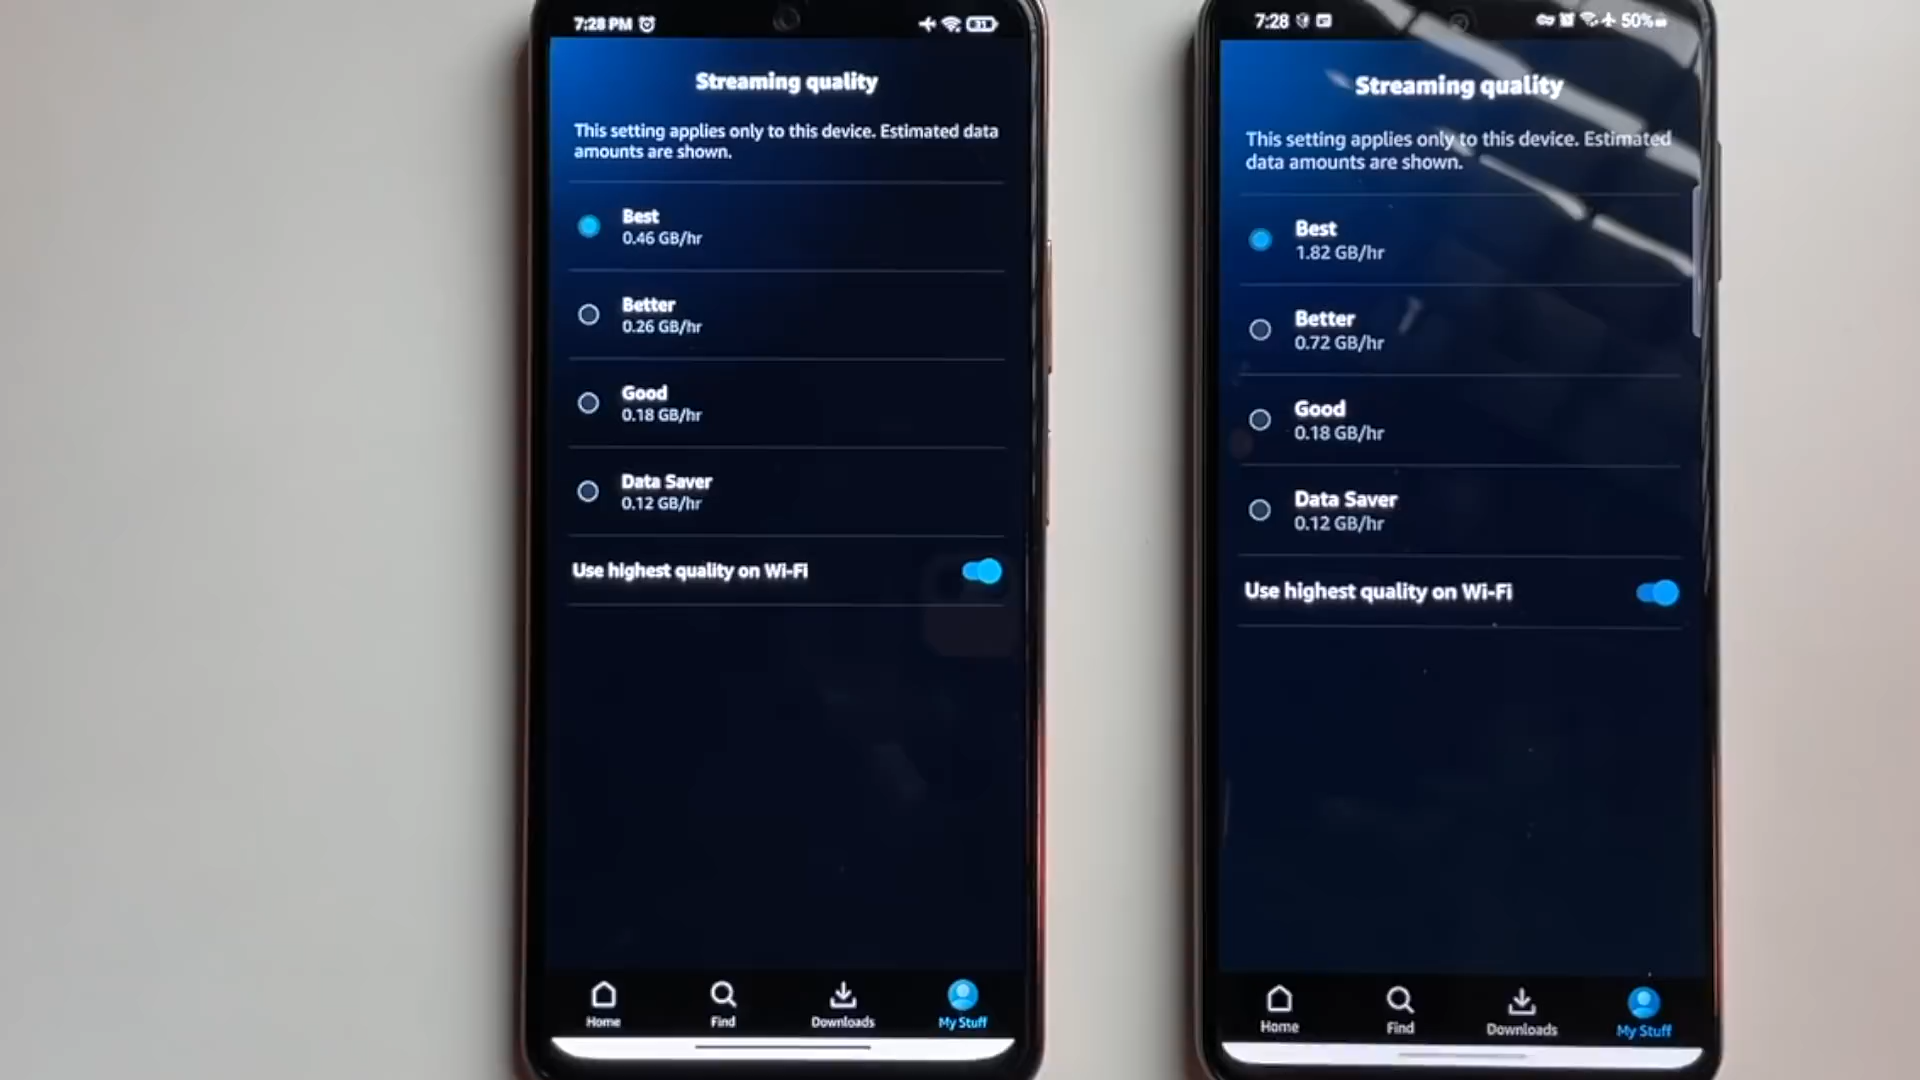 7:28 PM
31
Streaming quality
This setting applies only to this device. Estimated data
amounts are shown.
Best
0.46 GB/hr
Better
0.26 GB/hr
Good
0.18 GB/hr
Data Saver
0.12 GB/hr
Use highest quality on Wi-Fi
Home
Find
Downloads
My Stuff
7:28
50%
Streaming quality
This setting applies only to this device. Estimated
data amounts are shown.
Best
1.82 GB/hr
Better
0.72 GB/hr
Good
0.18 GB/hr
Data Saver
0.12 GB/hr
Use highest quality on Wi-Fi
Home
Find
Downloads
My Stuff